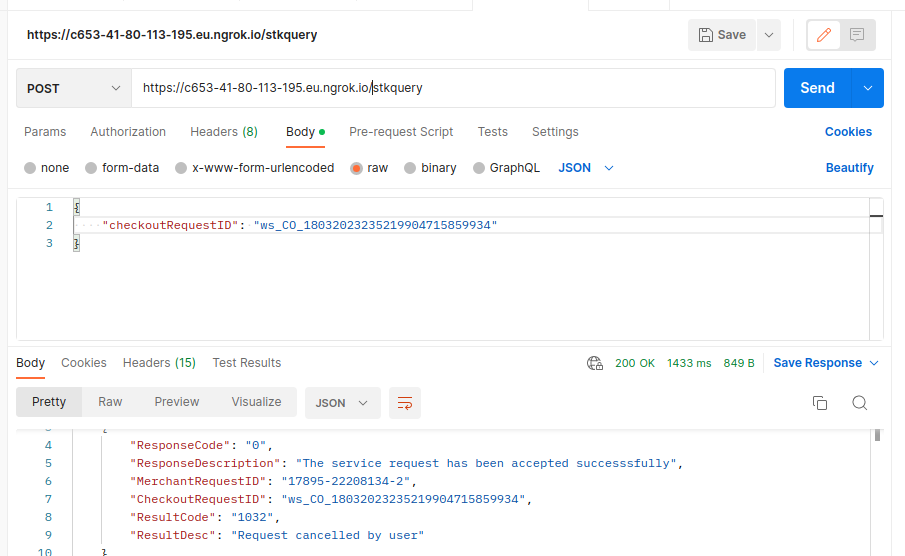 https://c653-41-80-113-195.eu.ngrok.io/stkquery
Save
POST
https://c653-41-80-113-195.eu.ngrok.io/stkquery
Send
Params Authorization Headers (8) Body Pre-request Script Tests Settings Cookies
none form-data x-www-form-urlencoded raw binary GraphQL JSON Beautify
1 {
2 "checkoutRequestID": "ws_CO_18032023235219904715859934"
3 }
Body Cookies Headers (15) Test Results 200 OK 1433 ms 849 B Save Response
Pretty Raw Preview Visualize JSON
3 {
4 "ResponseCode": "0",
5 "ResponseDescription": "The service request has been accepted successsfully",
6 "MerchantRequestID": "17895-22208134-2",
7 "CheckoutRequestID": "ws_CO_18032023235219904715859934",
8 "ResultCode": "1032",
9 "ResultDesc": "Request cancelled by user"
10 }